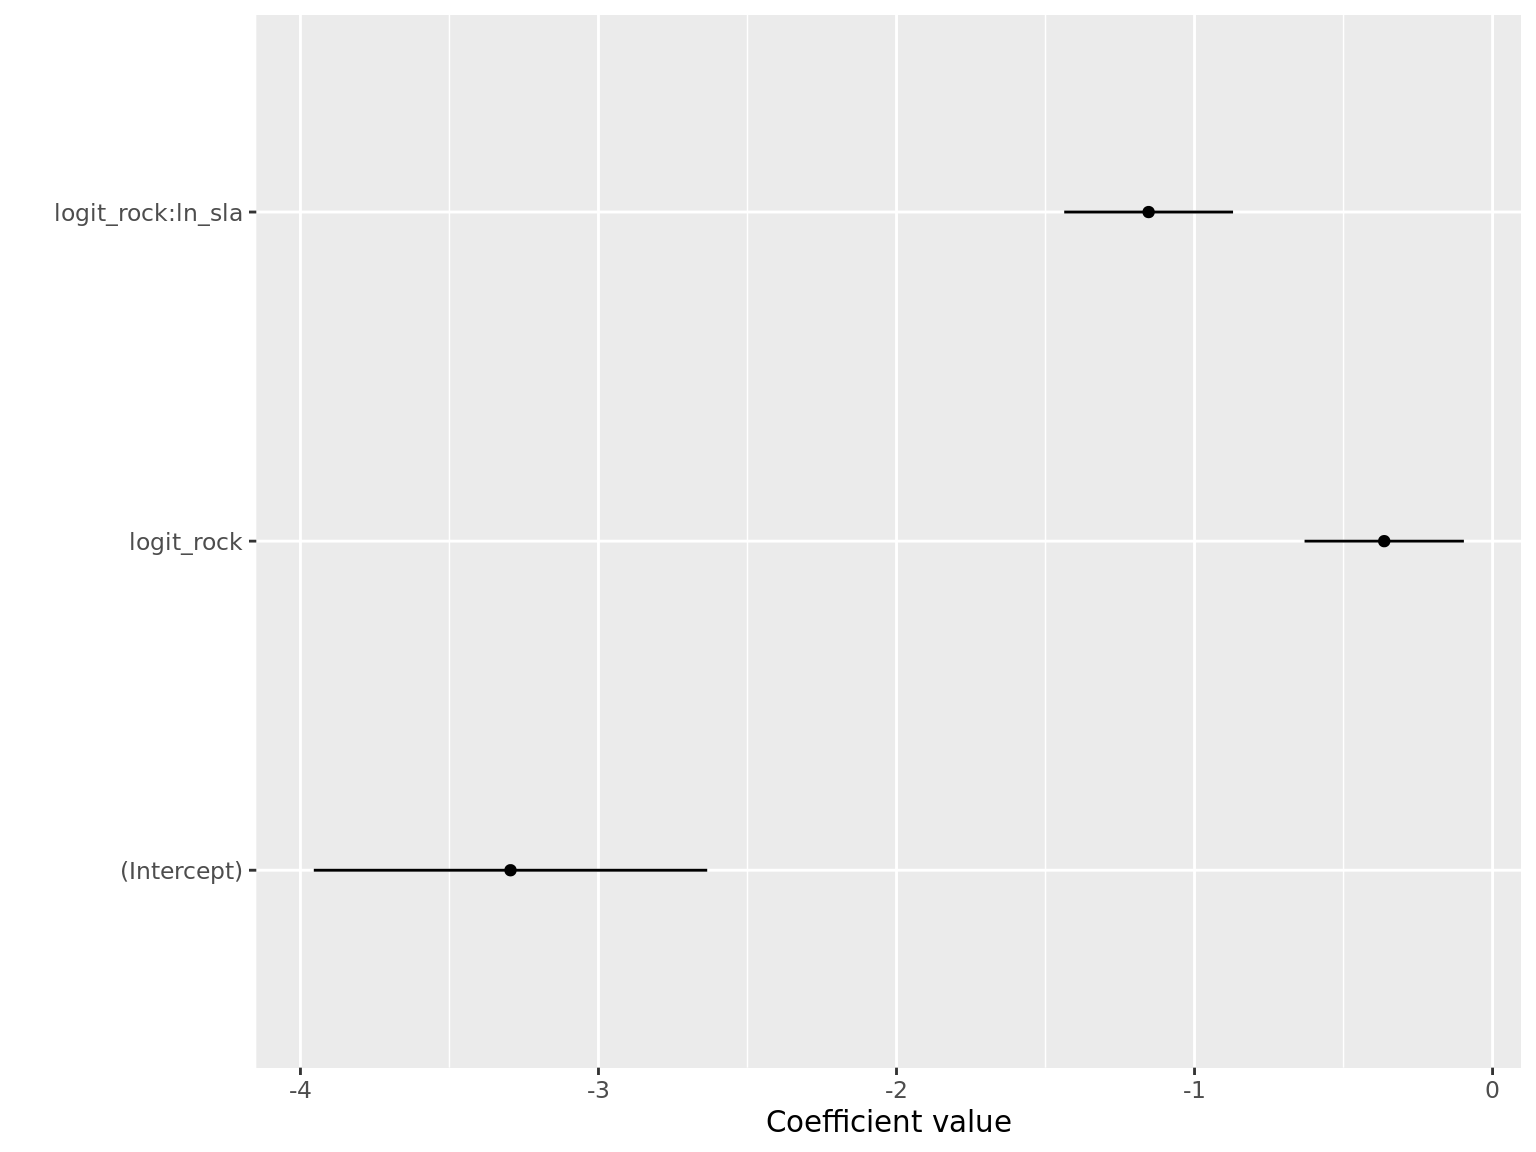 logit_rock:ln_sla
logit_rock
(Intercept)
-4 -3 -2 -1 0
Coefficient value